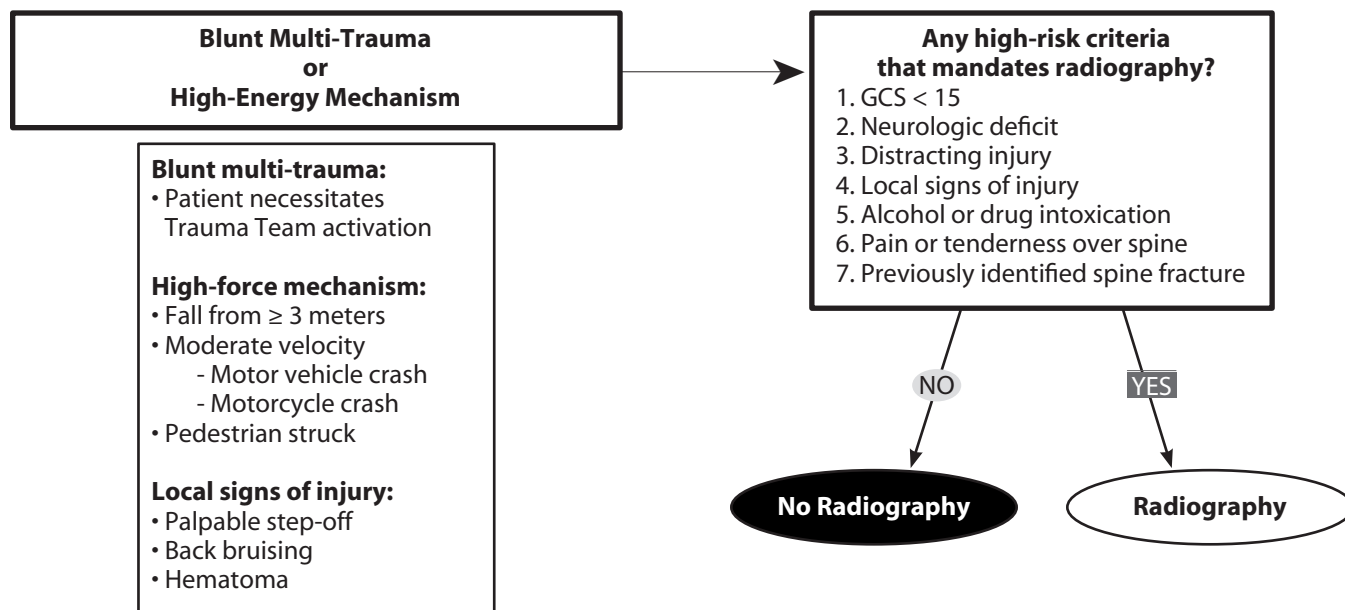 Blunt Multi-Trauma
or
High-Energy Mechanism
Blunt multi-trauma:
• Patient necessitates
Trauma Team activation
High-force mechanism:
• Fall from ≥ 3 meters
• Moderate velocity
- Motor vehicle crash
- Motorcycle crash
• Pedestrian struck
Local signs of injury:
• Palpable step-off
• Back bruising
• Hematoma
Any high-risk criteria
that mandates radiography?
1. GCS < 15
2. Neurologic deficit
3. Distracting injury
4. Local signs of injury
5. Alcohol or drug intoxication
6. Pain or tenderness over spine
7. Previously identified spine fracture
NO
YES
No Radiography
Radiography